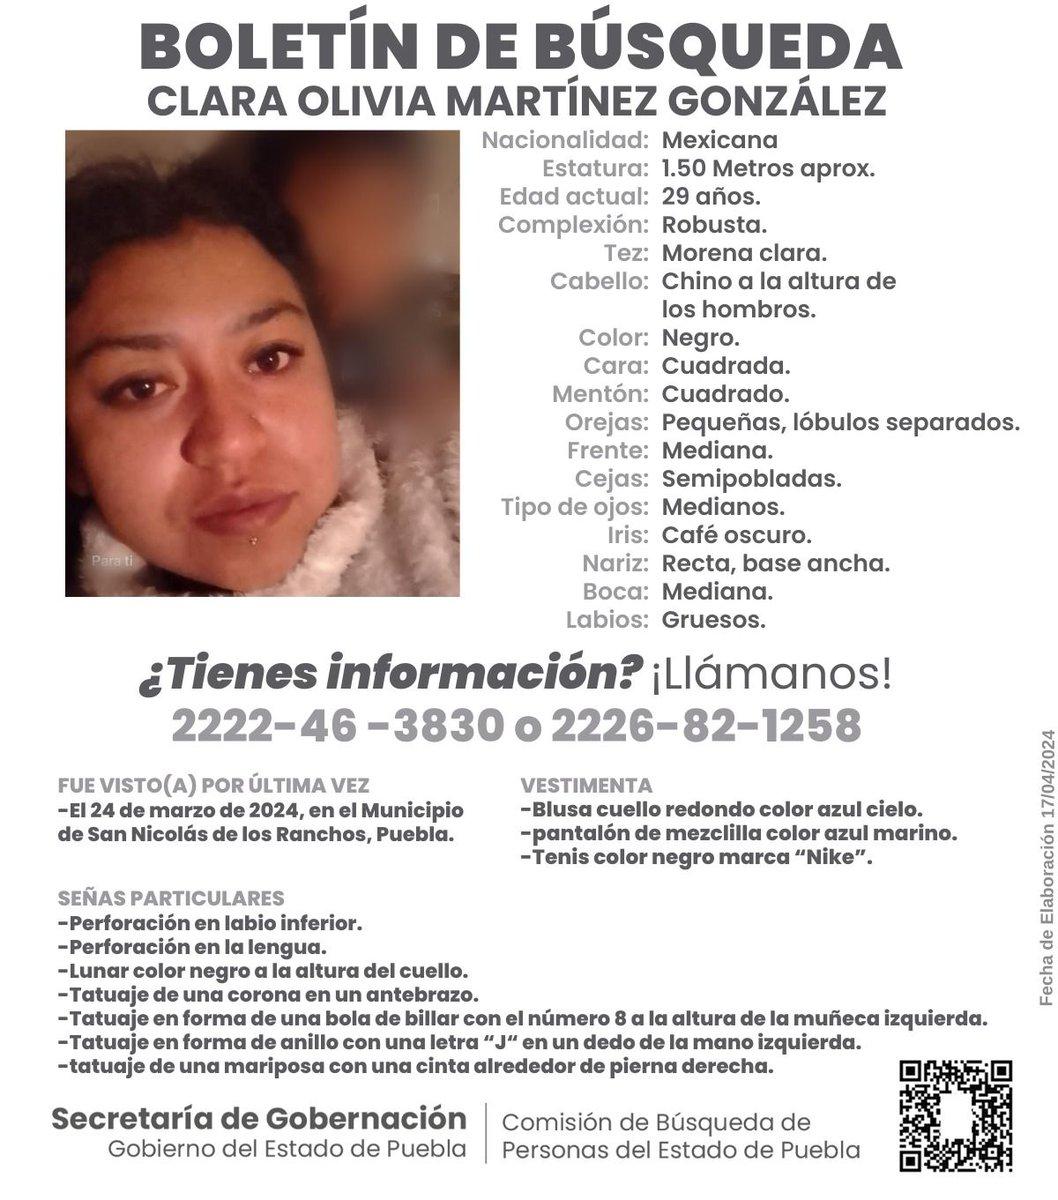 BOLETÍN DE BÚSQUEDA
CLARA OLIVIA MARTÍNEZ GONZÁLEZ
Nacionalidad: Mexicana
Estatura: 1.50 Metros aprox.
Edad actual: 29 años.
Complexión: Robusta.
Tez: Morena clara.
Cabello: Chino a la altura de
los hombros.
Color: Negro.
Cara: Cuadrada.
Mentón: Cuadrado.
Orejas: Pequeñas, lóbulos separados.
Frente: Mediana.
Cejas: Semipobladas.
Tipo de ojos: Medianos.
Iris: Café oscuro.
Nariz: Recta, base ancha.
Boca: Mediana.
Labios: Gruesos.
Para ti
¿Tienes información? ¡Llámanos!
2222-46 -3830 o 2226-82-1258
FUE VISTO(A) POR ÚLTIMA VEZ
-El 24 de marzo de 2024, en el Municipio
de San Nicolás de los Ranchos, Puebla.
VESTIMENTA
-Blusa cuello redondo color azul cielo.
-pantalón de mezclilla color azul marino.
-Tenis color negro marca “Nike”.
SEÑAS PARTICULARES
-Perforación en labio inferior.
-Perforación en la lengua.
-Lunar color negro a la altura del cuello.
-Tatuaje de una corona en un antebrazo.
-Tatuaje en forma de una bola de billar con el número 8 a la altura de la muñeca izquierda.
-Tatuaje en forma de anillo con una letra “J“ en un dedo de la mano izquierda.
-tatuaje de una mariposa con una cinta alrededor de pierna derecha.
Fecha de Elaboración 17/04/2024
Secretaría de Gobernación
Gobierno del Estado de Puebla
Comisión de Búsqueda de
Personas del Estado de Puebla